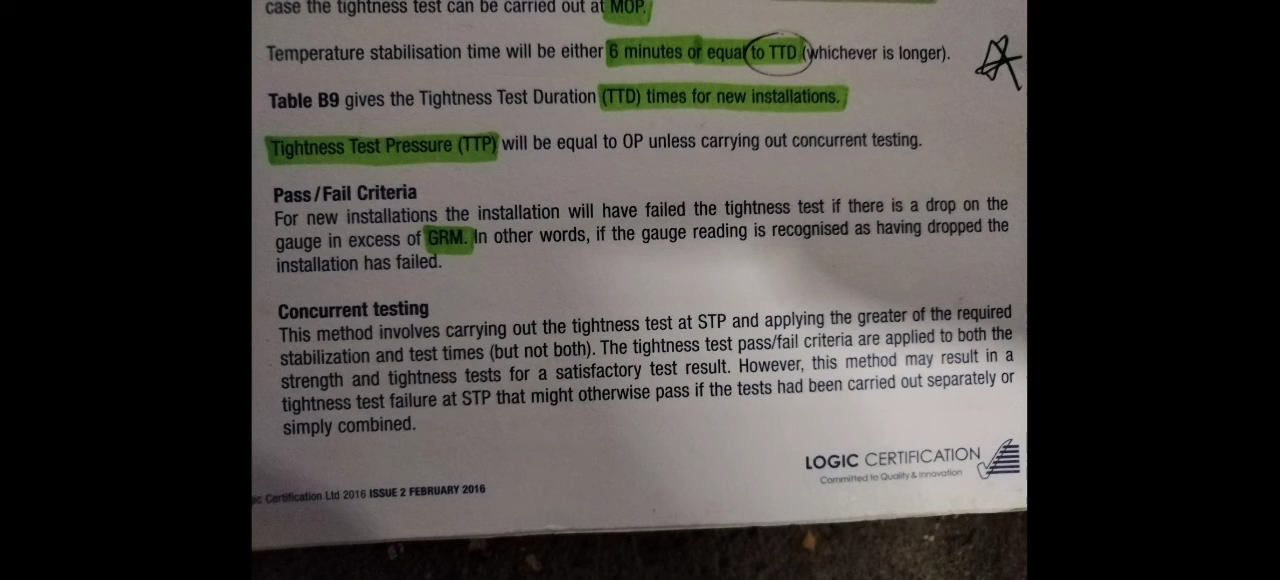 case the tightness test can be carried out at MOP.
Temperature stabilisation time will be either 6 minutes or equal to TTD (whichever is longer).
Table B9 gives the Tightness Test Duration (TTD) times for new installations.
Tightness Test Pressure (TTP) will be equal to OP unless carrying out concurrent testing.
Pass/Fail Criteria
For new installations the installation will have failed the tightness test if there is a drop on the
gauge in excess of GRM. In other words, if the gauge reading is recognised as having dropped the
installation has failed.
Concurrent testing
This method involves carrying out the tightness test at STP and applying the greater of the required
stabilization and test times (but not both). The tightness test pass/fail criteria are applied to both the
strength and tightness tests for a satisfactory test result. However, this method may result in a
tightness test failure at STP that might otherwise pass if the tests had been carried out separately or
simply combined.
LOGIC CERTIFICATION
Committed to Quality & Innovation
ic Certification Ltd 2016 ISSUE 2 FEBRUARY 2016